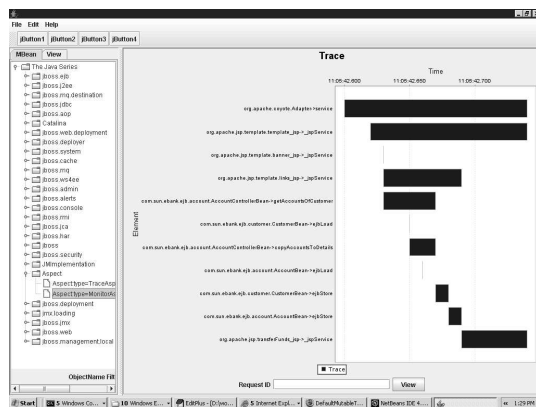 File Edit Help
jButton1 jButton2 jButton3 jButton4
MBean View
The Java Series
jboss.ejb
jboss.j2ee
jboss.mq.destination
jboss.jdbc
jboss.aop
Catalina
jboss.web.deployment
jboss.deployer
jboss.system
jboss.cache
jboss.mq
jboss.ws4ee
jboss.admin
jboss.alerts
jboss.console
jboss.rmi
jboss.jca
jboss.har
jboss
jboss.security
JMImplementation
Aspect
Aspect:type=TraceAsp
Aspect:type=MonitorAs
jboss.deployment
jmx.loading
jboss.jmx
jboss.web
jboss.management.local
ObjectName Filt
Trace
Time
11:05:42.600 11:05:42.650 11:05:42.700
Element
org.apache.coyote.Adapter->service
org.apache.jsp.template.template_jsp->_jspService
org.apache.jsp.template.banner_jsp->_jspService
org.apache.jsp.template.links_jsp->_jspService
com.sun.ebank.ejb.account.AccountControllerBean->getAccountsOfCustomer
com.sun.ebank.ejb.customer.CustomerBean->ejbLoad
com.sun.ebank.ejb.account.AccountControllerBean->copyAccountsToDetails
com.sun.ebank.ejb.account.AccountBean->ejbLoad
com.sun.ebank.ejb.customer.CustomerBean->ejbStore
com.sun.ebank.ejb.account.AccountBean->ejbStore
org.apache.jsp.transferFunds_jsp->_jspService
Trace
Request ID View
Start 5 Windows Co... 10 Windows E... EditPlus - [D:\wo... 5 Internet Expl... DefaultMutableT... NetBeans IDE 4.... « 1:29 PM